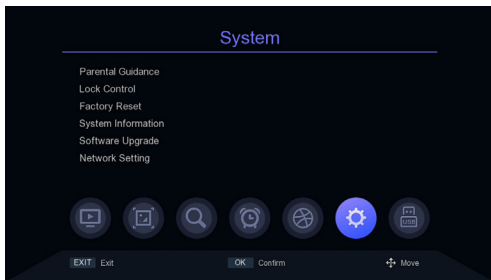 System
Parental Guidance
Lock Control
Factory Reset
System Information
Software Upgrade
Network Setting
USB
EXIT Exit
OK Confirm
Move